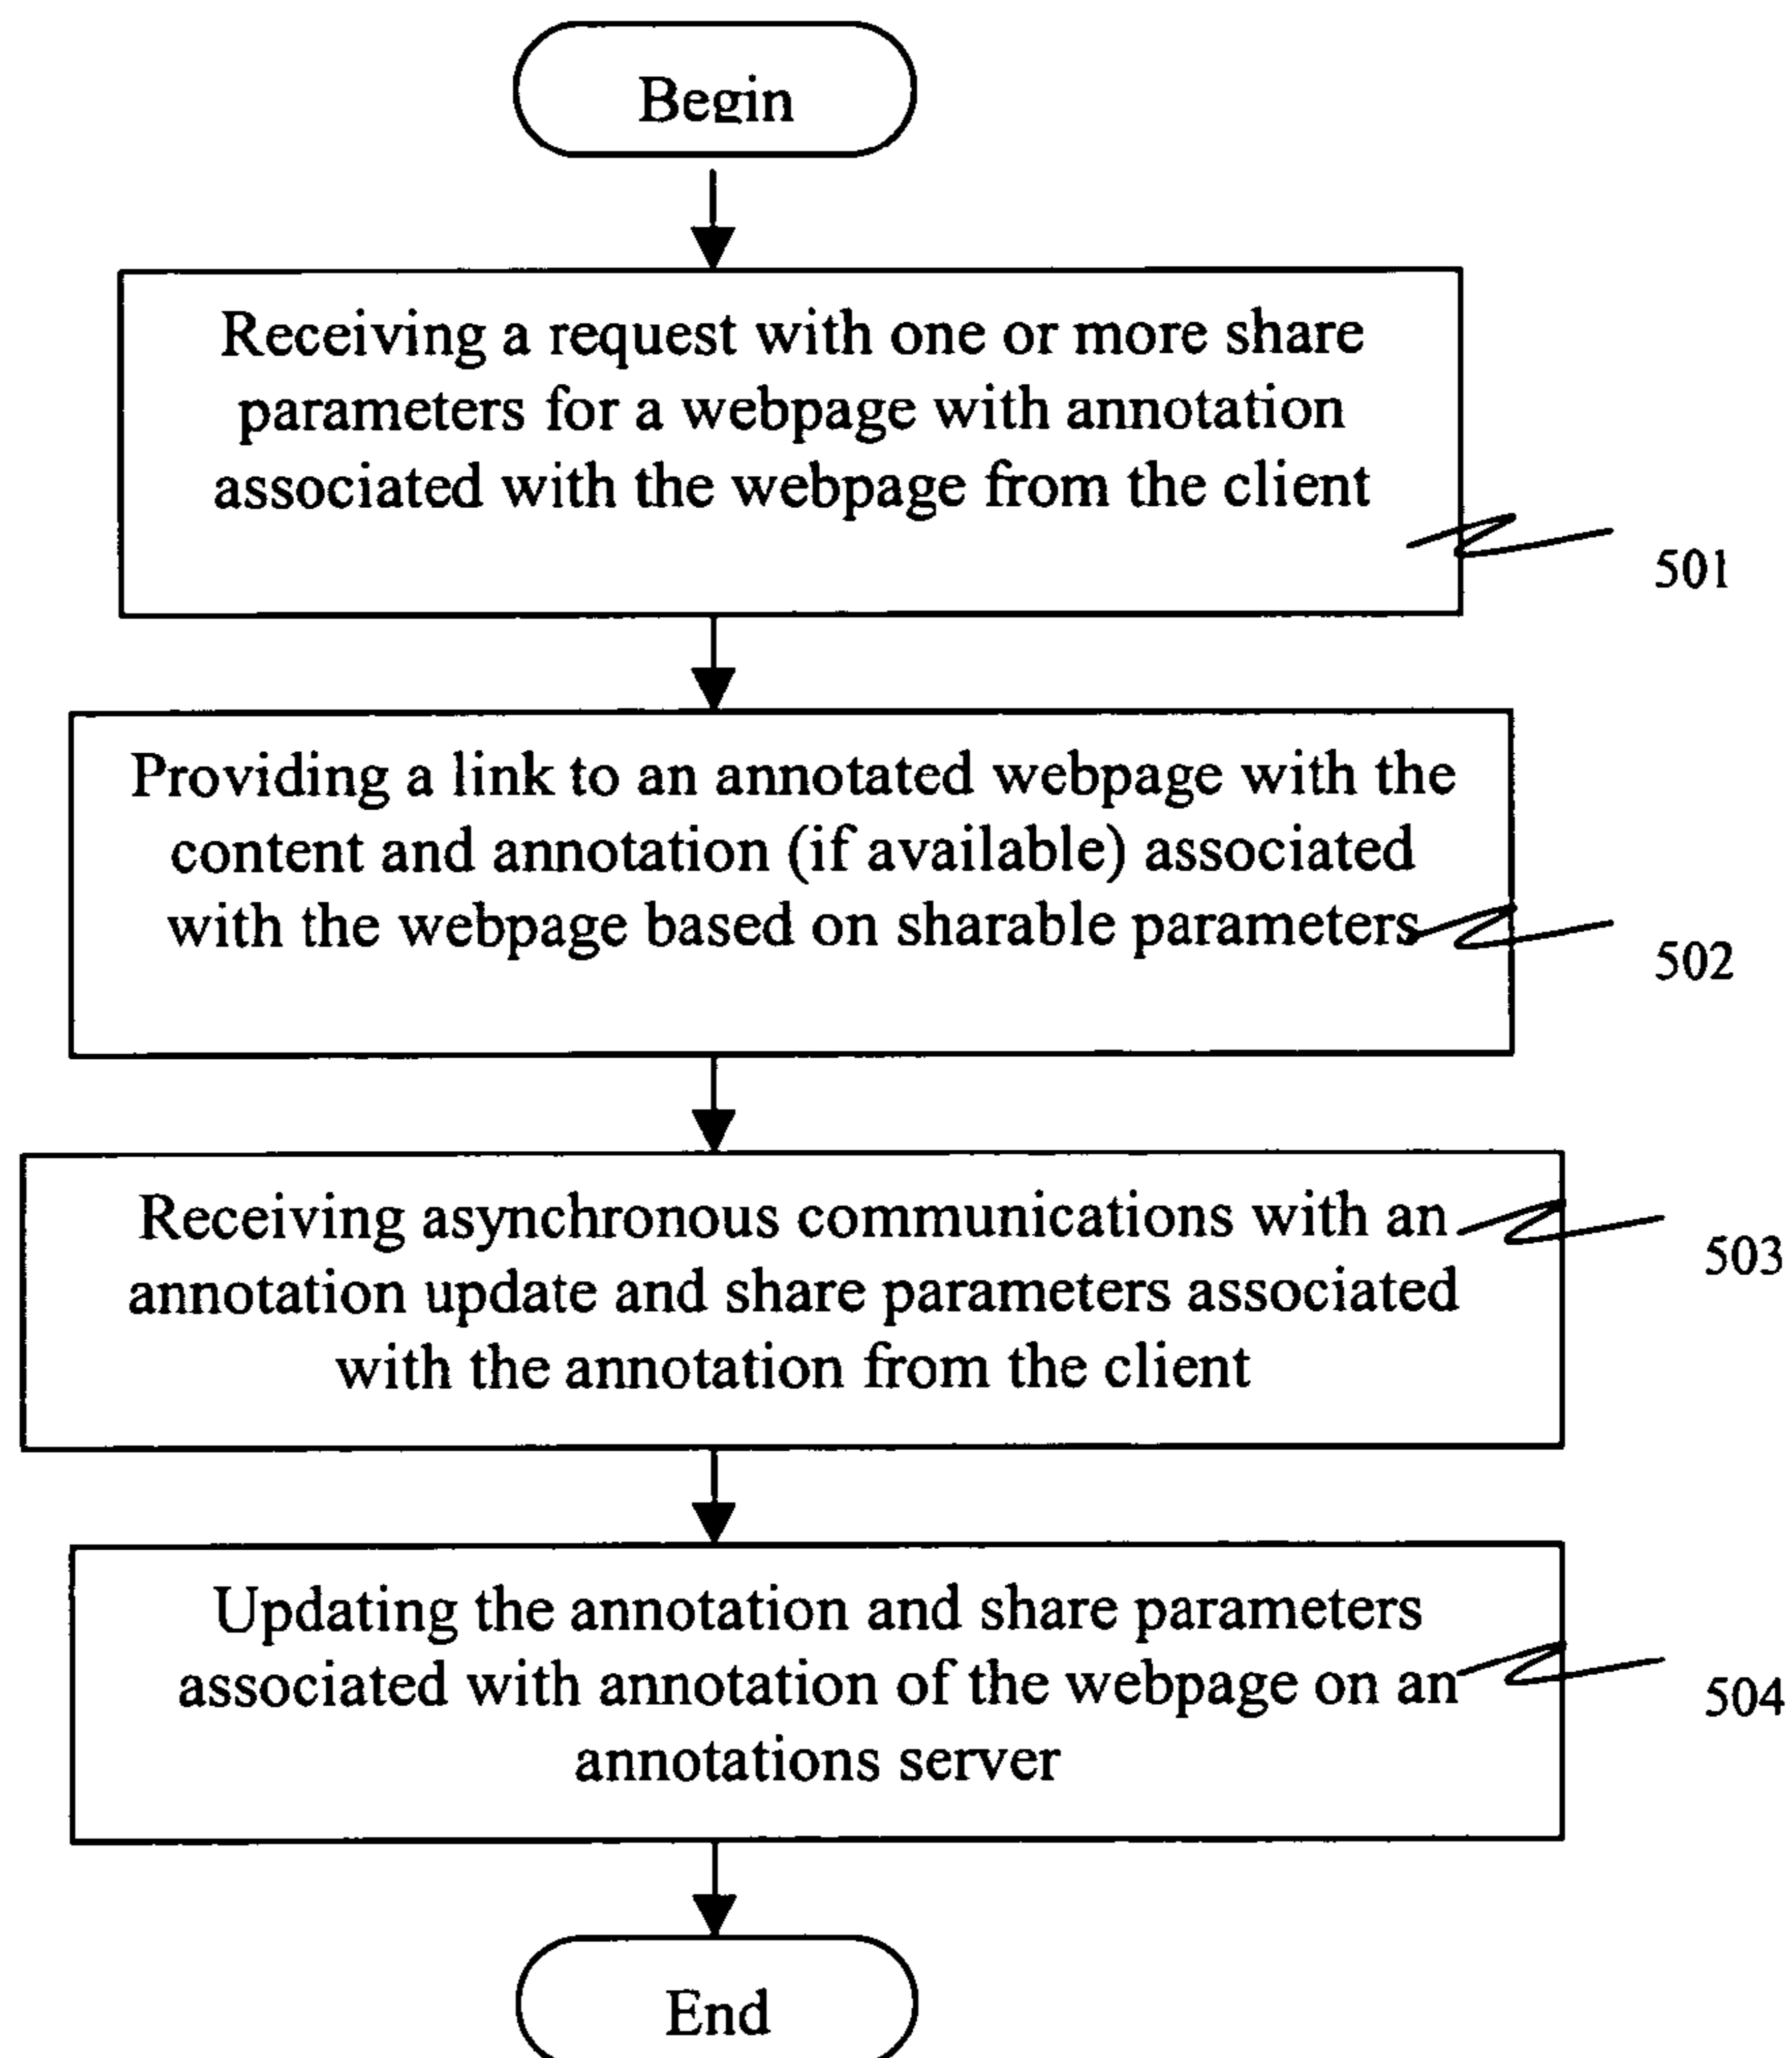 Begin
Receiving a request with one or more share
parameters for a webpage with annotation
associated with the webpage from the client
501
Providing a link to an annotated webpage with the
content and annotation (if available) associated
with the webpage based on sharable parameters
502
Receiving asynchronous communications with an
annotation update and share parameters associated
with the annotation from the client
503
Updating the annotation and share parameters
associated with annotation of the webpage on an
annotations server
504
End